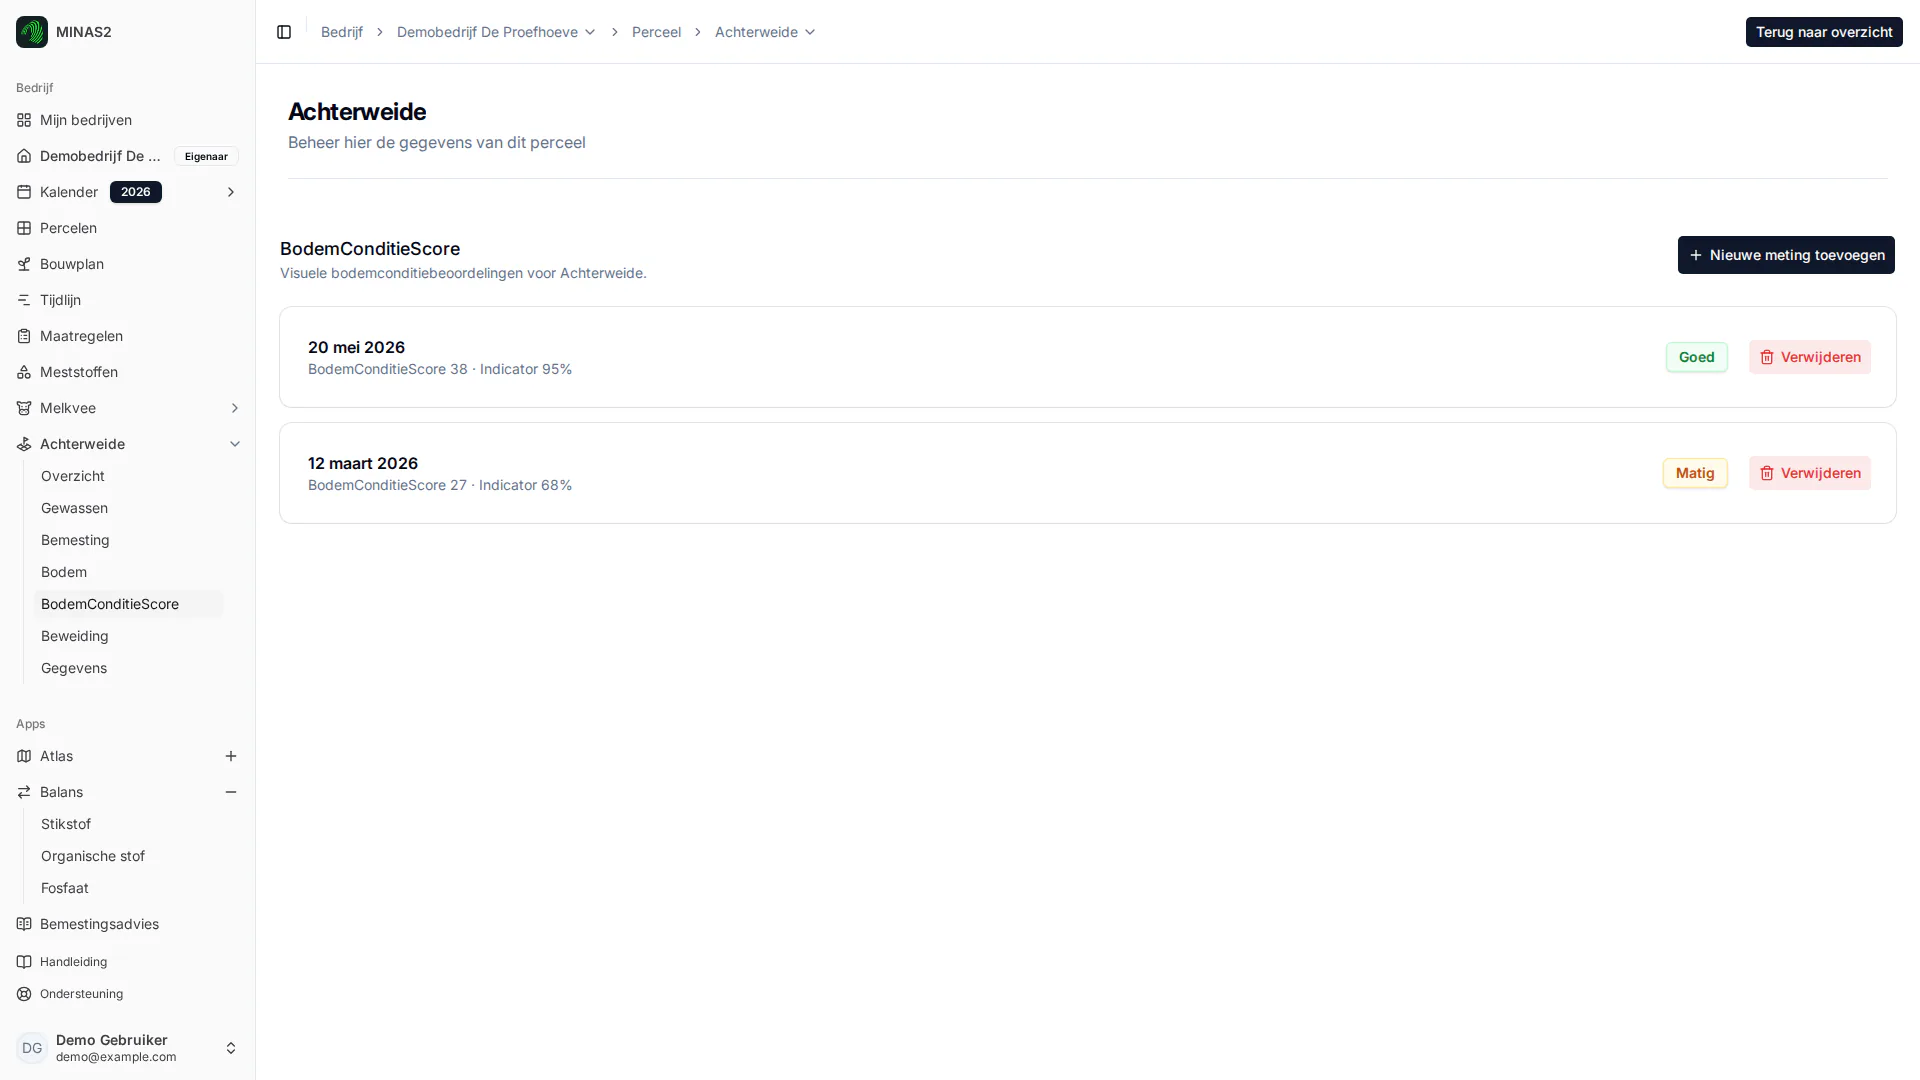 MINAS2
Bedrijf
Mijn bedrijven
Demobedrijf De ...
Eigenaar
Kalender
2026
Percelen
Bouwplan
Tijdlijn
Maatregelen
Meststoffen
Melkvee
Achterweide
Overzicht
Gewassen
Bemesting
Bodem
BodemConditieScore
Beweiding
Gegevens
Apps
Atlas
Balans
Stikstof
Organische stof
Fosfaat
Bemestingsadvies
Handleiding
Ondersteuning
DG
Demo Gebruiker
demo@example.com
Bedrijf
Demobedrijf De Proefhoeve
Perceel
Achterweide
Terug naar overzicht
Achterweide
Beheer hier de gegevens van dit perceel
BodemConditieScore
Visuele bodemconditiebeoordelingen voor Achterweide.
Nieuwe meting toevoegen
20 mei 2026
BodemConditieScore 38 · Indicator 95%
Goed
Verwijderen
12 maart 2026
BodemConditieScore 27 · Indicator 68%
Matig
Verwijderen